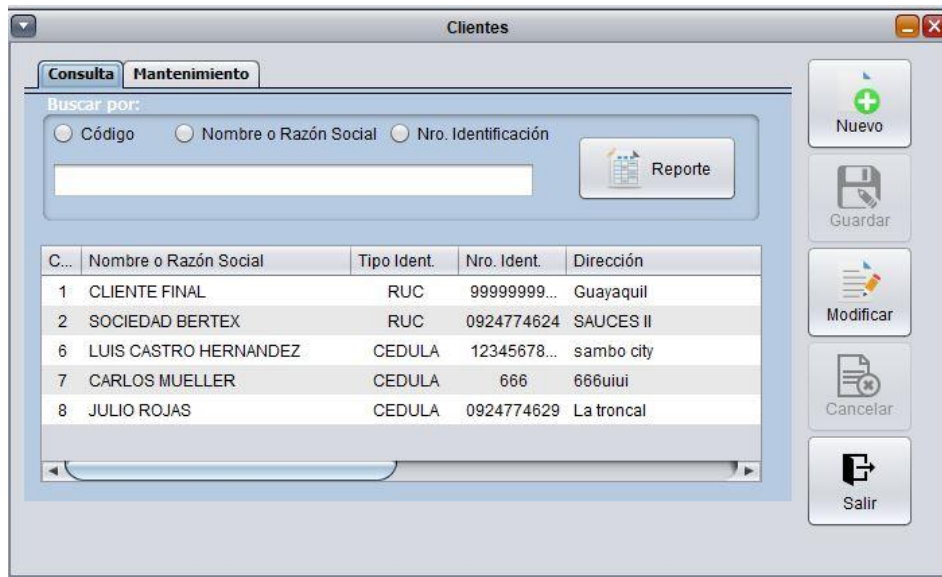 Clientes
Consulta Mantenimiento
Buscar por:
Código Nombre o Razón Social Nro. Identificación
Reporte
Nuevo
Guardar
Modificar
Cancelar
Salir
C... Nombre o Razón Social Tipo Ident. Nro. Ident. Dirección
1 CLIENTE FINAL RUC 99999999... Guayaquil
2 SOCIEDAD BERTEX RUC 0924774624 SAUCES II
6 LUIS CASTRO HERNANDEZ CEDULA 12345678... sambo city
7 CARLOS MUELLER CEDULA 666 666uiui
8 JULIO ROJAS CEDULA 0924774629 La troncal